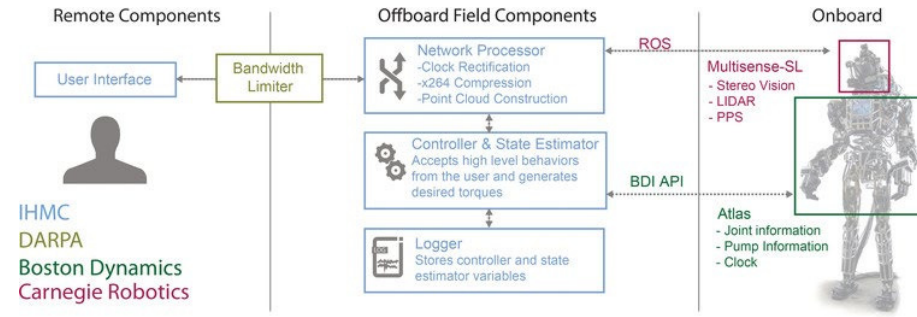 Remote Components
Offboard Field Components
Onboard
User Interface
Bandwidth
Limiter
Network Processor
-Clock Rectification
-x264 Compression
-Point Cloud Construction
ROS
Multisense-SL
- Stereo Vision
- LIDAR
- PPS
Controller & State Estimator
Accepts high level behaviors
from the user and generates
desired torques
BDI API
Atlas
- Joint information
- Pump Information
- Clock
Logger
Stores controller and state
estimator variables
IHMC
DARPA
Boston Dynamics
Carnegie Robotics